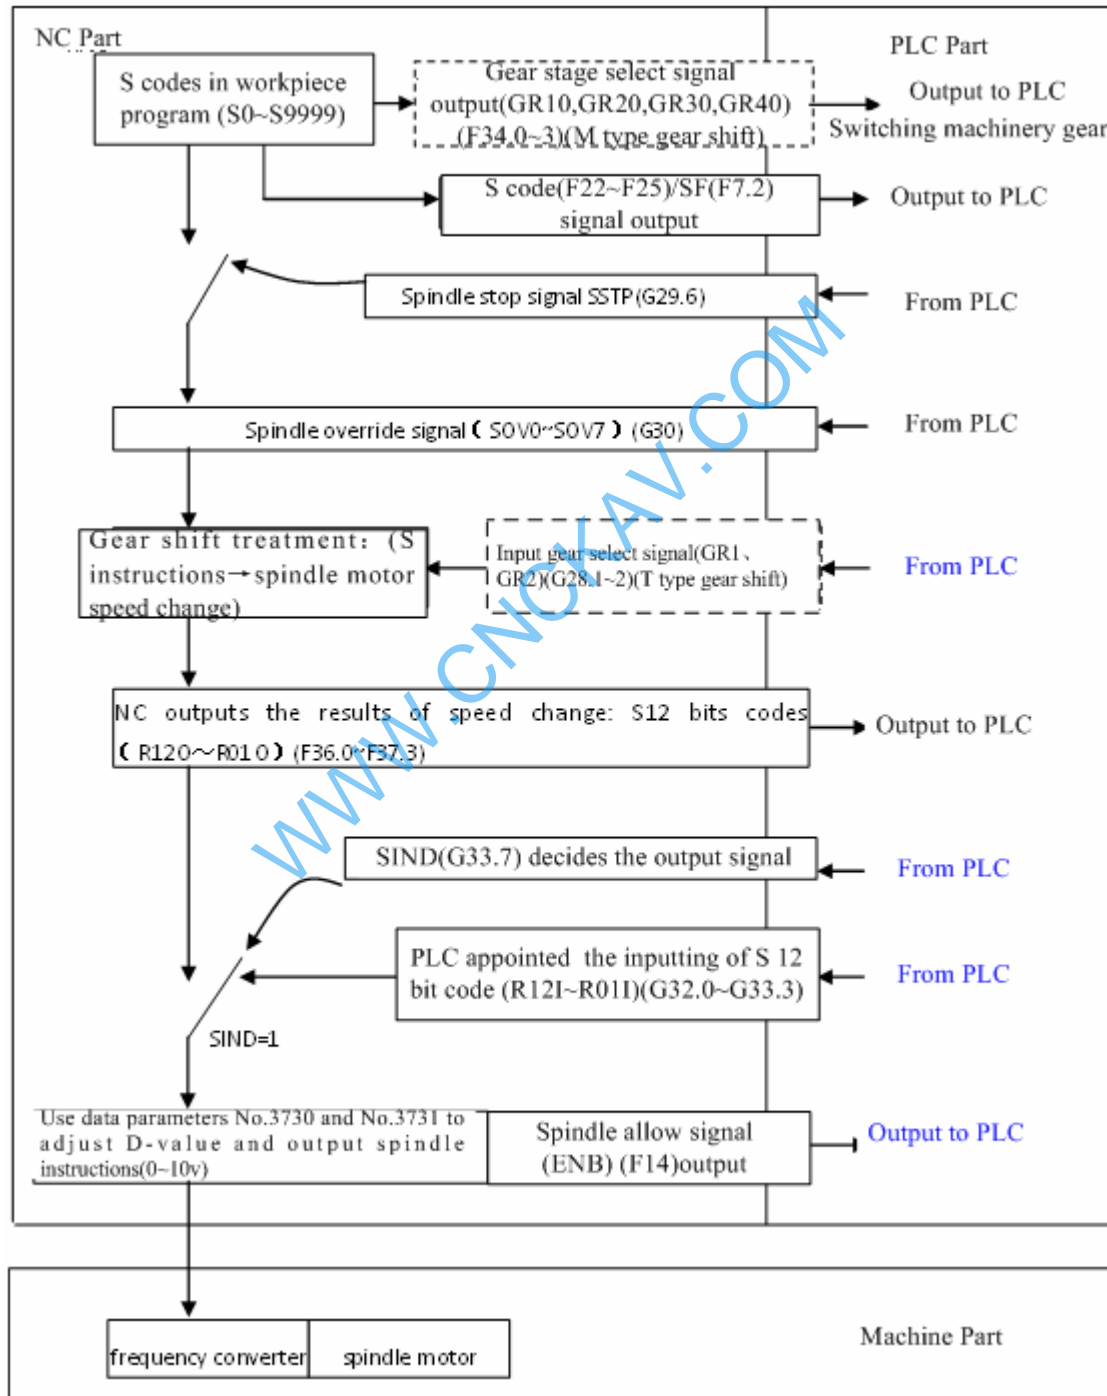 NC Part
PLC Part
S codes in workpiece
program (S0~S9999)
Gear stage select signal
output(GR10,GR20,GR30,GR40)
(F34.0~3)(M type gear shift)
Output to PLC
Switching machinery gear
S code(F22~F25)/SF(F7.2)
signal output
Output to PLC
Spindle stop signal SSTP(G29.6)
From PLC
Spindle override signal ( SOV0~SOV7 ) (G30)
From PLC
Gear shift treatment: (S
instructions→spindle motor
speed change)
Input gear select signal(GR1、
GR2)(G28.1~2)(T type gear shift)
From PLC
NC outputs the results of speed change: S12 bits codes
( R12O～R01O ) (F36.0~F37.3)
Output to PLC
SIND(G33.7) decides the output signal
From PLC
PLC appointed the inputting of S 12
bit code (R12I~R01I)(G32.0~G33.3)
From PLC
SIND=1
Use data parameters No.3730 and No.3731 to
adjust D-value and output spindle
instructions(0~10v)
Spindle allow signal
(ENB) (F14)output
Output to PLC
Machine Part
frequency converter
spindle motor
WWW.CNCKAV.COM